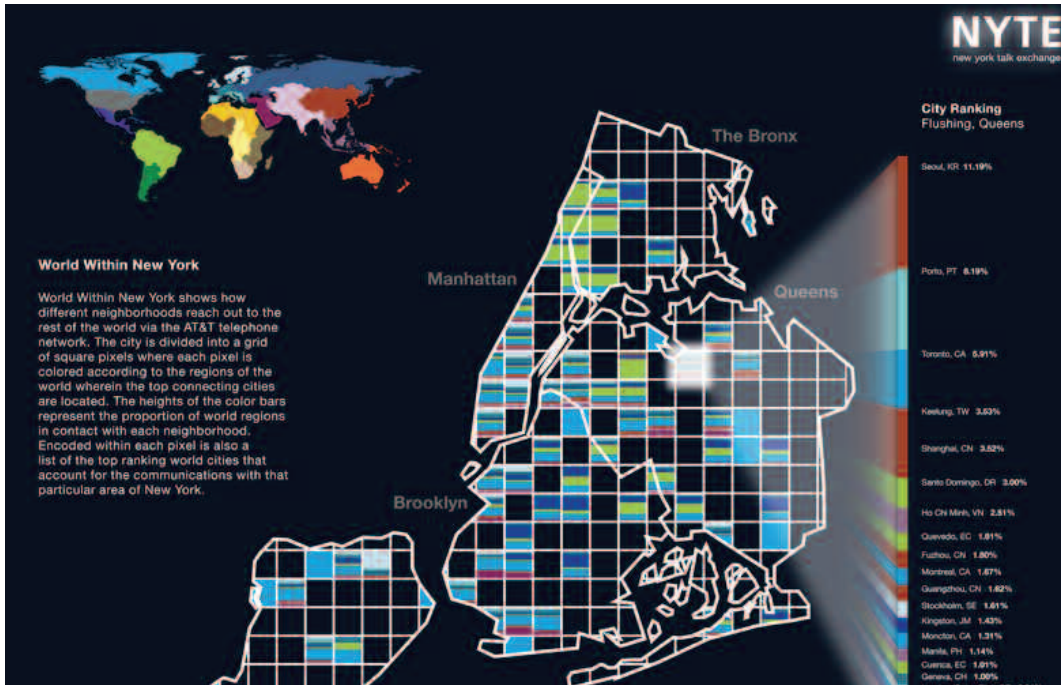 NYTE
new york talk exchange
City Ranking
Flushing, Queens
The Bronx
Manhattan
Queens
Brooklyn
World Within New York
World Within New York shows how
different neighborhoods reach out to the
rest of the world via the AT&T telephone
network. The city is divided into a grid
of square pixels where each pixel is
colored according to the regions of the
world wherein the top connecting cities
are located. The heights of the color bars
represent the proportion of world regions
in contact with each neighborhood.
Encoded within each pixel is also a
list of the top ranking world cities that
account for the communications with that
particular area of New York.
Seoul, KR 11.19%
Porto, PT 8.19%
Toronto, CA 5.91%
Keelung, TW 3.53%
Shanghai, CN 3.52%
Santo Domingo, DR 3.00%
Ho Chi Minh, VN 2.51%
Quevedo, EC 1.81%
Fuzhou, CN 1.80%
Montreal, CA 1.67%
Guangzhou, CN 1.62%
Stockholm, SE 1.61%
Kingston, JM 1.43%
Moncton, CA 1.31%
Manila, PH 1.14%
Cuenca, EC 1.01%
Geneva, CH 1.00%